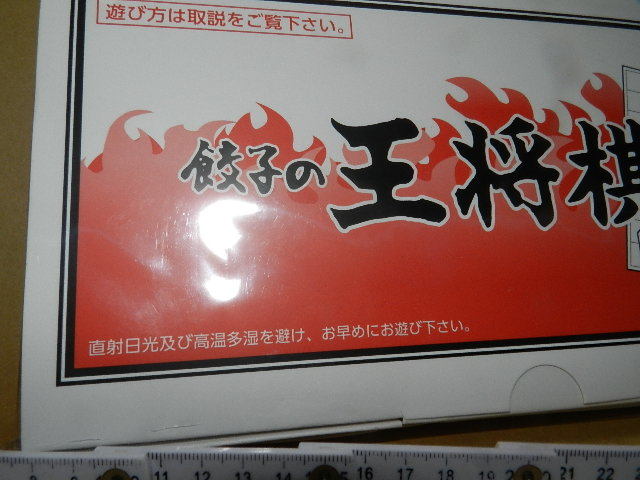 遊び方は取説をご覧下さい。
餃子の王将棋
直射日光及び高温多湿を避け、お早めにお遊び下さい。
11 12 13 14 15 16 17 18 19 20 21 22